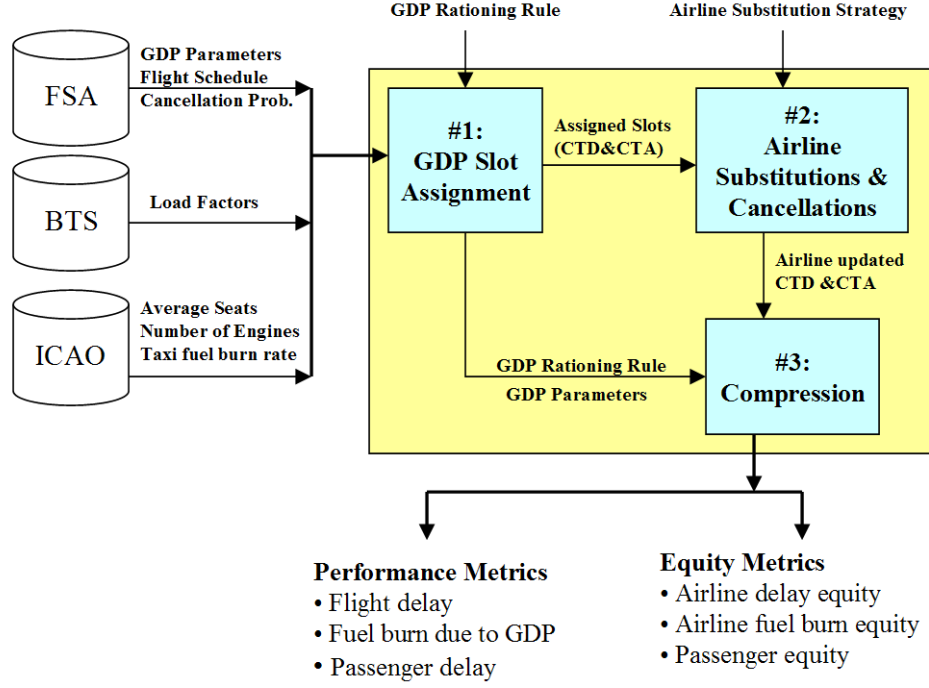 GDP Rationing Rule
Airline Substitution Strategy
FSA
GDP Parameters
Flight Schedule
Cancellation Prob.
BTS
Load Factors
ICAO
Average Seats
Number of Engines
Taxi fuel burn rate
#1:
GDP Slot
Assignment
Assigned Slots
(CTD&CTA)
#2:
Airline
Substitutions &
Cancellations
Airline updated
CTD &CTA
GDP Rationing Rule
GDP Parameters
#3:
Compression
Performance Metrics
• Flight delay
• Fuel burn due to GDP
• Passenger delay
Equity Metrics
• Airline delay equity
• Airline fuel burn equity
• Passenger equity